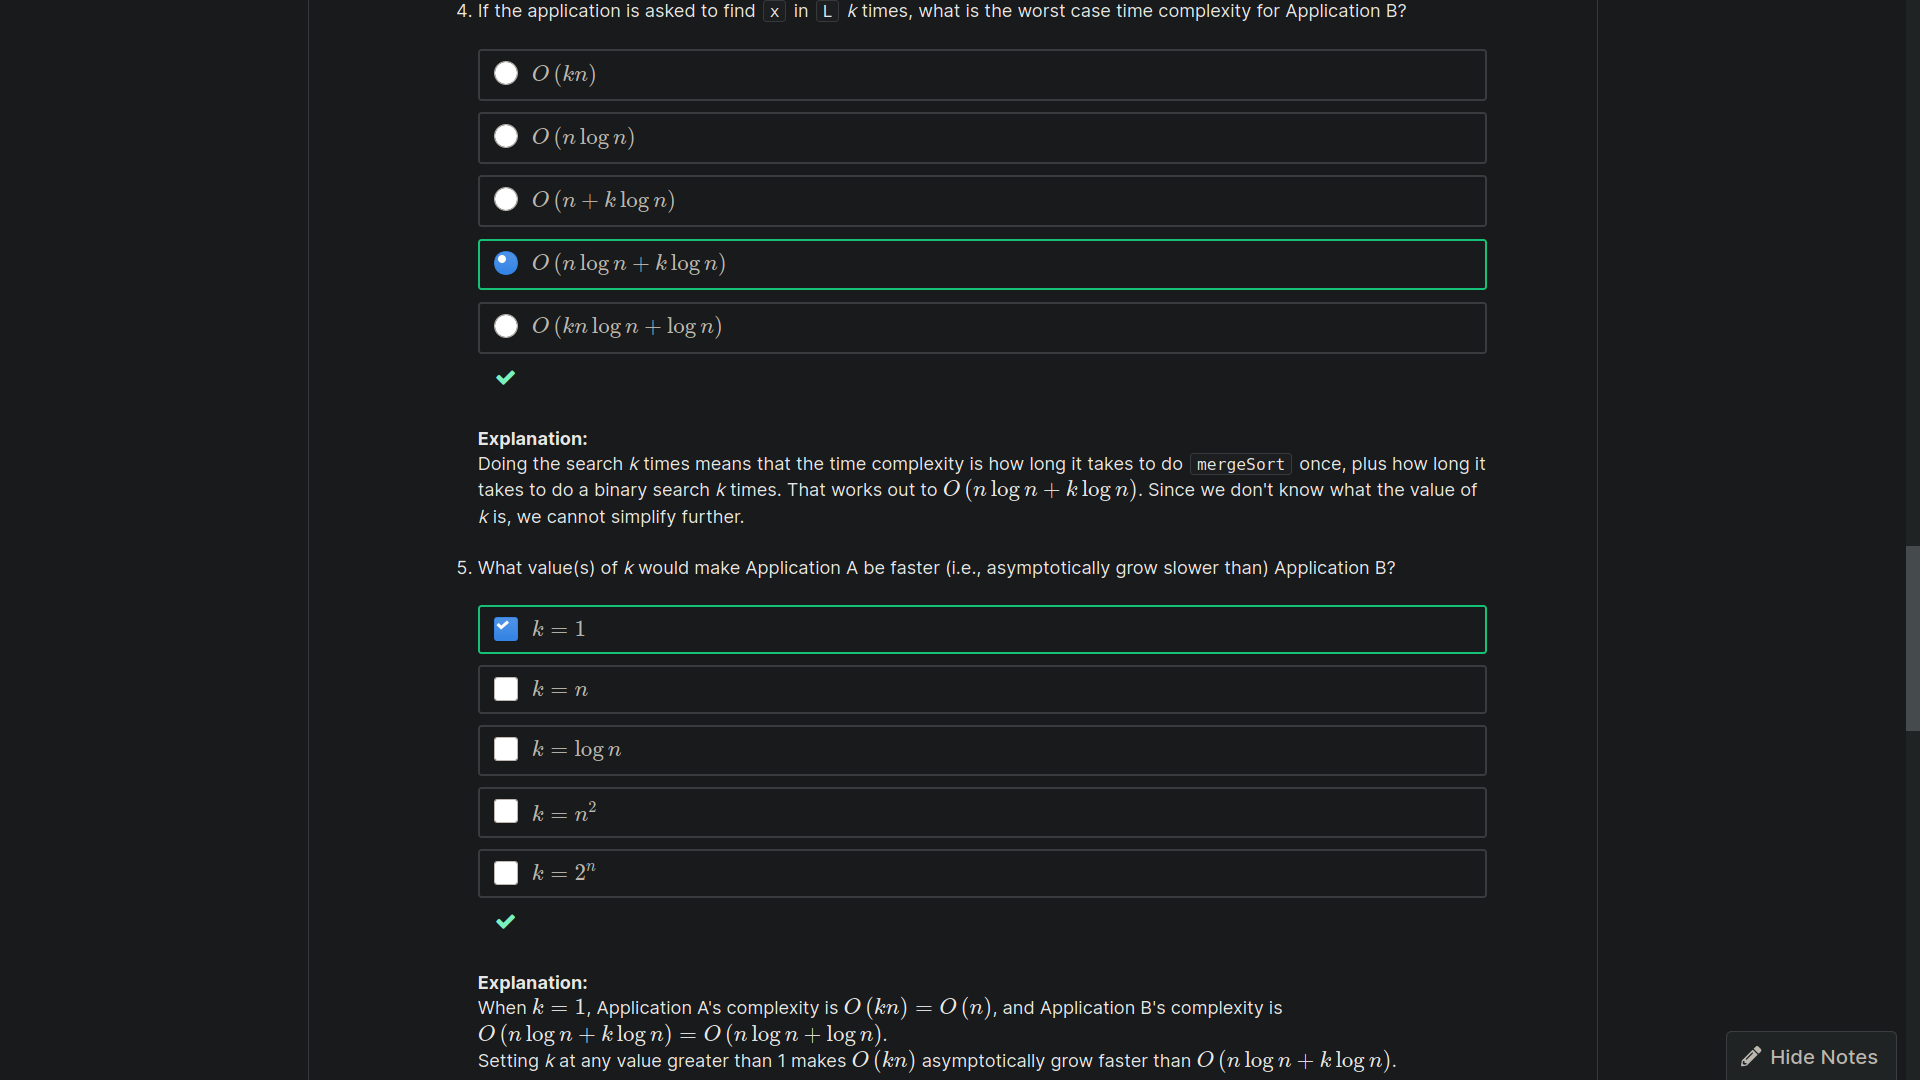 4. If the application is asked to find x in L k times, what is the worst case time complexity for Application B?
O (kn)
O (n log n)
O (n + k log n)
O (n log n + k log n)
O (kn log n + log n)
Explanation:
Doing the search k times means that the time complexity is how long it takes to do mergeSort once, plus how long it
takes to do a binary search k times. That works out to O (n log n + k log n). Since we don't know what the value of
k is, we cannot simplify further.
5. What value(s) of k would make Application A be faster (i.e., asymptotically grow slower than) Application B?
k = 1
k = n
k = log n
k = n²
k = 2ⁿ
Explanation:
When k = 1, Application A's complexity is O (kn) = O (n), and Application B's complexity is
O (n log n + k log n) = O (n log n + log n).
Setting k at any value greater than 1 makes O (kn) asymptotically grow faster than O (n log n + k log n).
Hide Notes